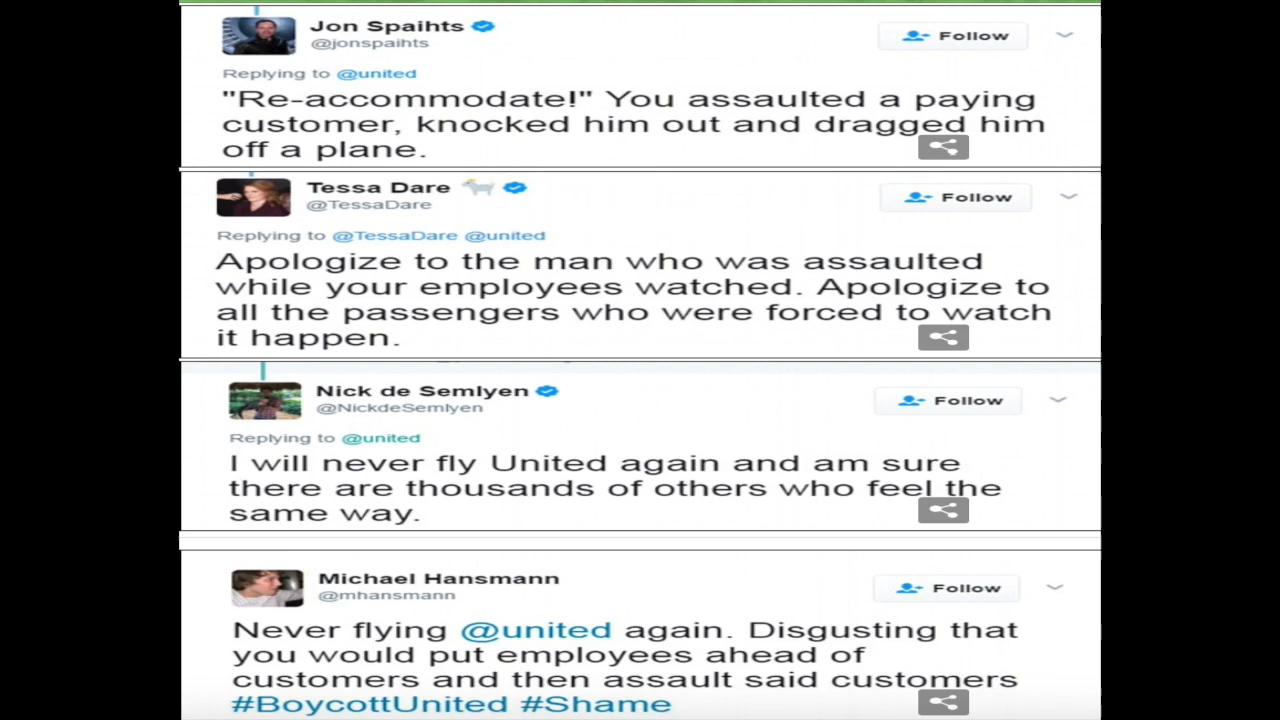 Jon Spaihts
@jonspaihts
Follow
Replying to @united
"Re-accommodate!" You assaulted a paying
customer, knocked him out and dragged him
off a plane.
Tessa Dare
@TessaDare
Follow
Replying to @TessaDare @united
Apologize to the man who was assaulted
while your employees watched. Apologize to
all the passengers who were forced to watch
it happen.
Nick de Semlyen
@NickdeSemlyen
Follow
Replying to @united
I will never fly United again and am sure
there are thousands of others who feel the
same way.
Michael Hansmann
@mhansmann
Follow
Never flying @united again. Disgusting that
you would put employees ahead of
customers and then assault said customers
#BoycottUnited #Shame